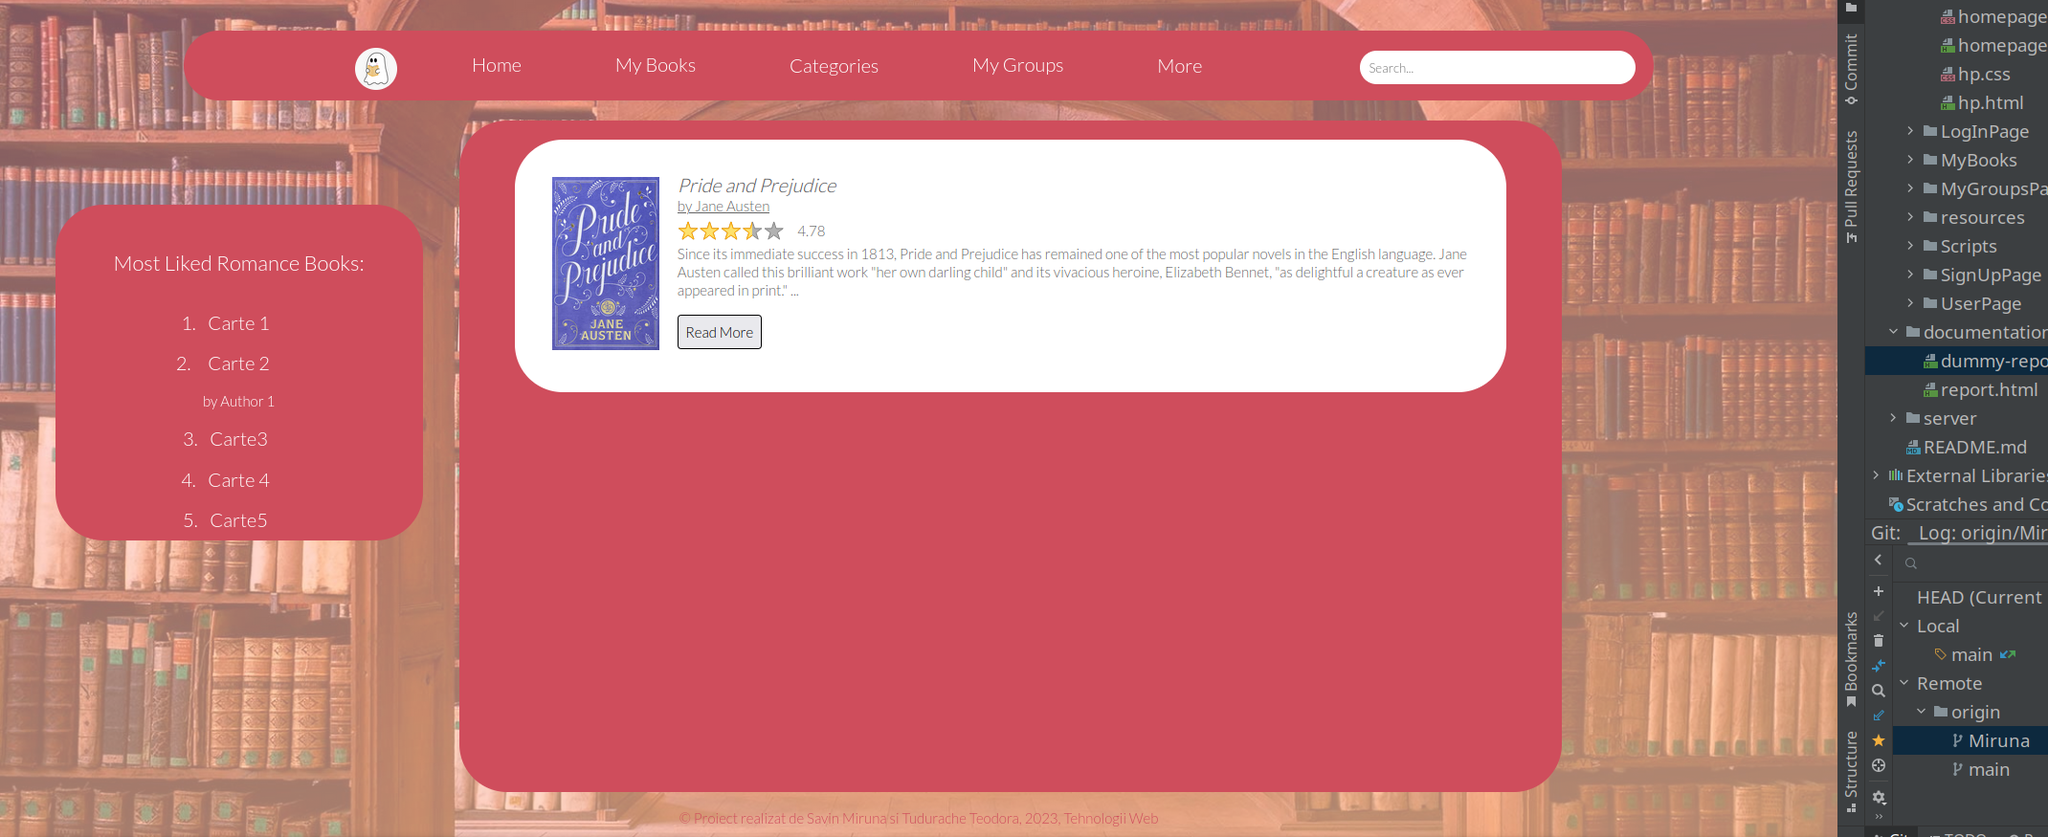 Home
My Books
Categories
My Groups
More
Search...
Most Liked Romance Books:
1. Carte 1
2. Carte 2
by Author 1
3. Carte3
4. Carte 4
5. Carte5
Pride
and
Prejudice
JANE
AUSTEN
Pride and Prejudice
by Jane Austen
4.78
Since its immediate success in 1813, Pride and Prejudice has remained one of the most popular novels in the English language. Jane
Austen called this brilliant work "her own darling child" and its vivacious heroine, Elizabeth Bennet, "as delightful a creature as ever
appeared in print." ...
Read More
© Proiect realizat de Savin Miruna si Tudurache Teodora, 2023, Tehnologii Web
Commit
Pull Requests
Bookmarks
Structure
homepage
homepage
hp.css
hp.html
LogInPage
MyBooks
MyGroupsPa
resources
Scripts
SignUpPage
UserPage
documentation
dummy-repo
report.html
server
README.md
External Libraries
Scratches and Co
Git: Log: origin/Mir
HEAD (Current
Local
main
Remote
origin
Miruna
main